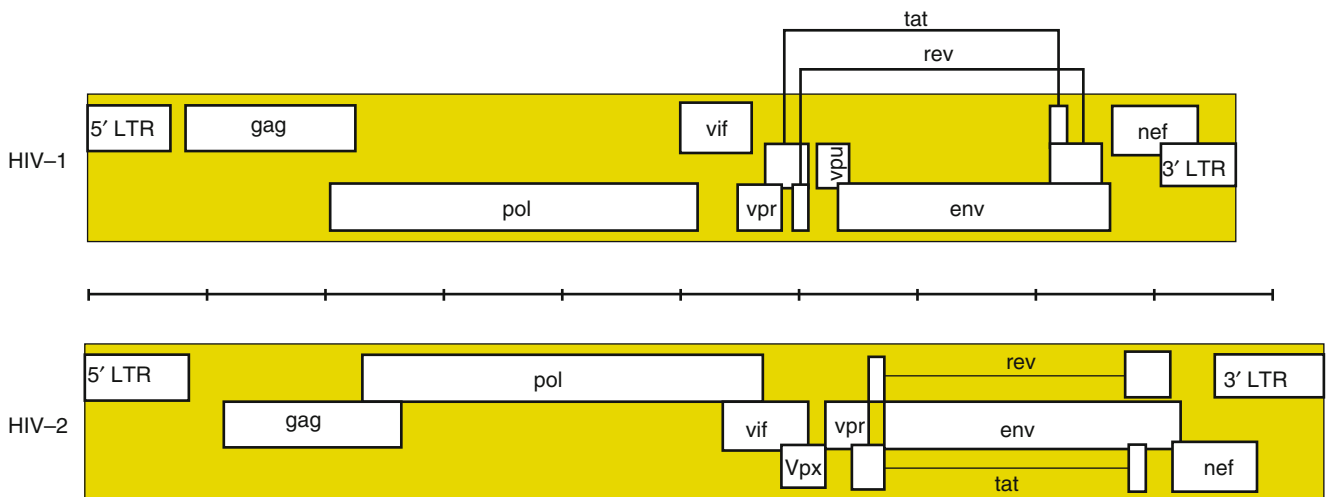 tat
rev
5′ LTR gag vif nef
HIV–1 vpu 3′ LTR
pol vpr env
5′ LTR pol rev 3′ LTR
HIV–2 gag vif vpr env
Vpx tat nef